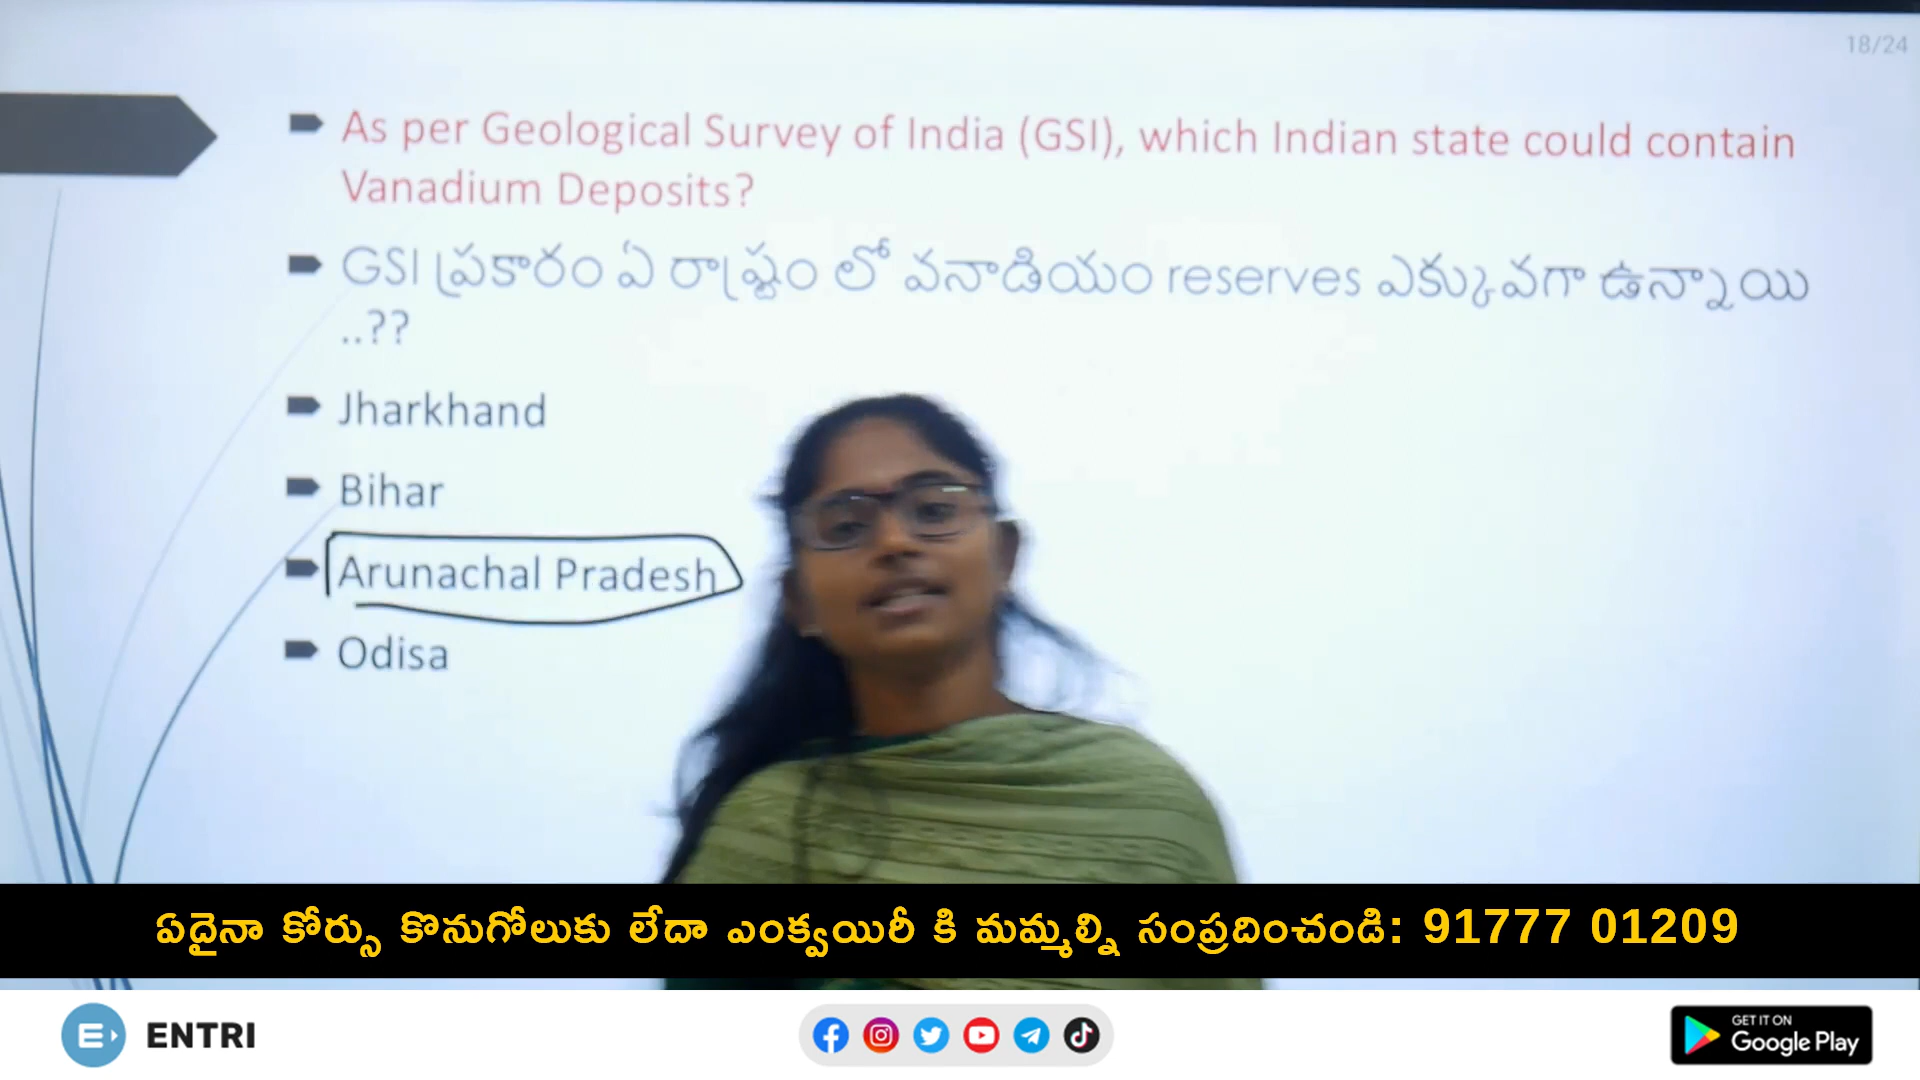 18/24
As per Geological Survey of India (GSI), which Indian state could contain
Vanadium Deposits?
GSI ప్రకారం ఏ రాష్ట్రం లో వనాడియం reserves ఎక్కువగా ఉన్నాయి
..??
Jharkhand
Bihar
Arunachal Pradesh
Odisa
ఏదైనా కోర్సు కొనుగోలుకు లేదా ఎంక్వయిరీ కి మమ్మల్ని సంప్రదించండి: 91777 01209
E ENTRI
GET IT ON
Google Play